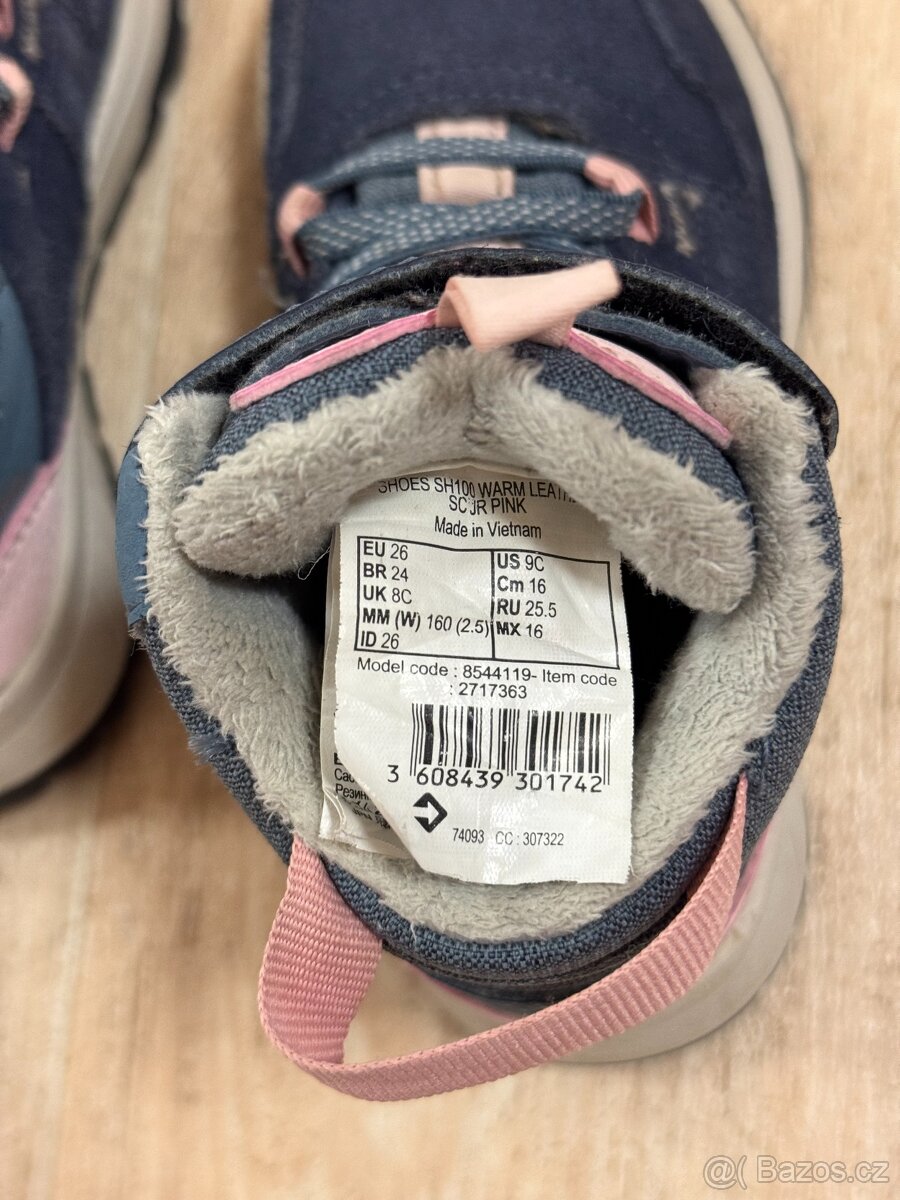 SHOES SH100 WARM LEATH
SC JR PINK
Made in Vietnam
EU 26
BR 24
UK 8C
MM (W) 160 (2.5)
ID 26
US 9C
Cm 16
RU 25.5
MX 16
Model code : 8544119- Item code
: 2717363
3 608439 301742
74093 CC : 307322
@( Bazos.cz